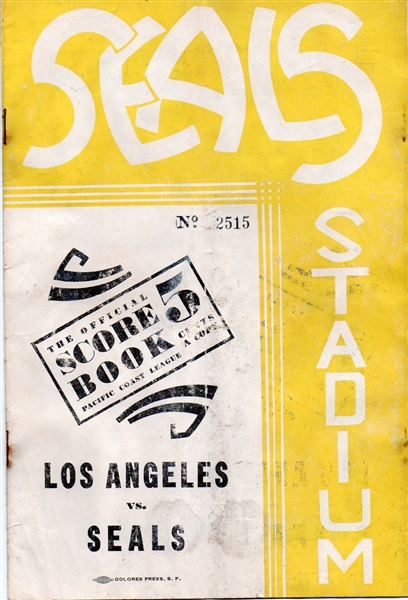 SEALS
STADIUM
Nº 2515
THE OFFICIAL
SCORE
BOOK
5
CENTS
A COPY
PACIFIC COAST LEAGUE
LOS ANGELES
vs.
SEALS
DOLORES PRESS, S. F.